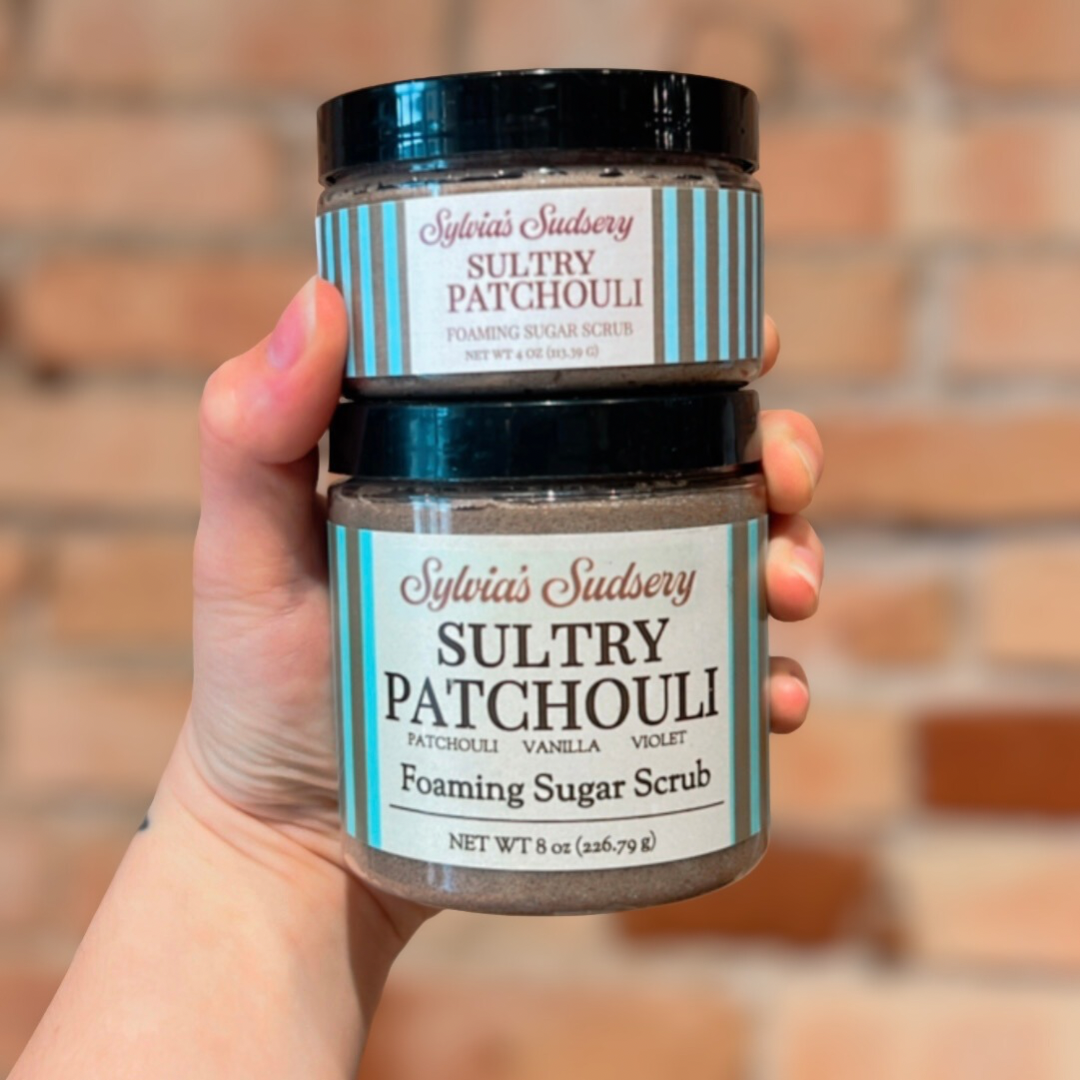 Sylvia's Sudsery
SULTRY
PATCHOULI
FOAMING SUGAR SCRUB
NET WT 4 OZ (113.39 G)
Sylvia's Sudsery
SULTRY
PATCHOULI
PATCHOULI VANILLA VIOLET
Foaming Sugar Scrub
NET WT 8 oz (226.79 g)